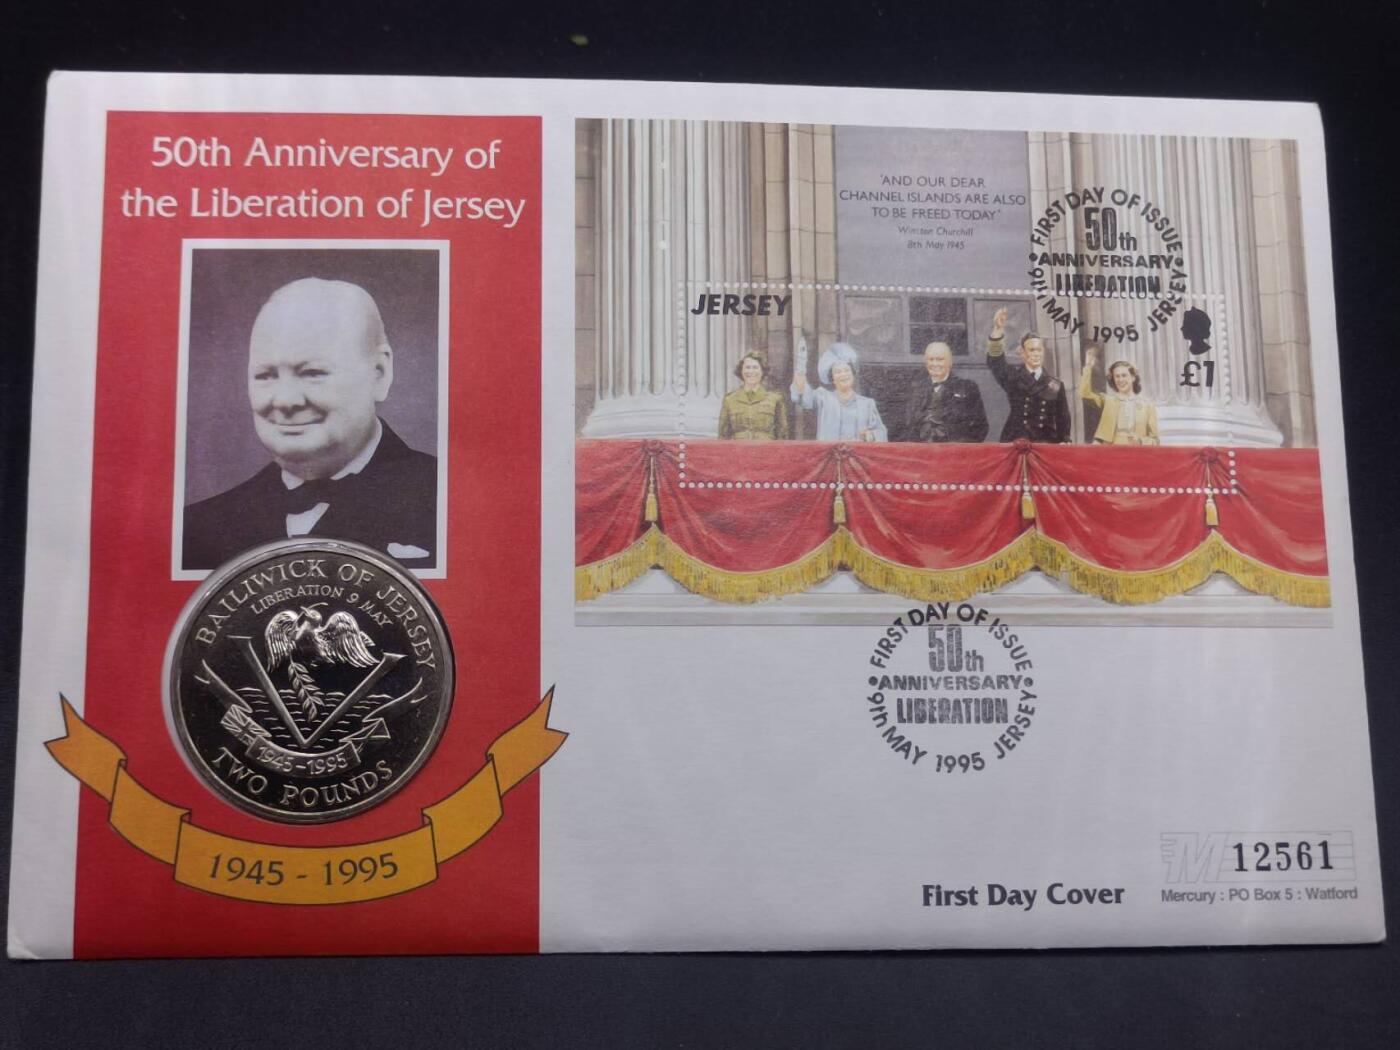 50th Anniversary of
the Liberation of Jersey
BAILIWICK OF JERSEY
LIBERATION 9 MAY
1945-1995
TWO POUNDS
1945 - 1995
'AND OUR DEAR
CHANNEL ISLANDS ARE ALSO
TO BE FREED TODAY'
Winston Churchill
8th May 1945
JERSEY
£1
FIRST DAY OF ISSUE
50th
•ANNIVERSARY•
LIBERATION
9th MAY 1995 JERSEY
FIRST DAY OF ISSUE
50th
•ANNIVERSARY•
LIBERATION
9th MAY 1995 JERSEY
M 12561
First Day Cover
Mercury : PO Box 5 : Watford